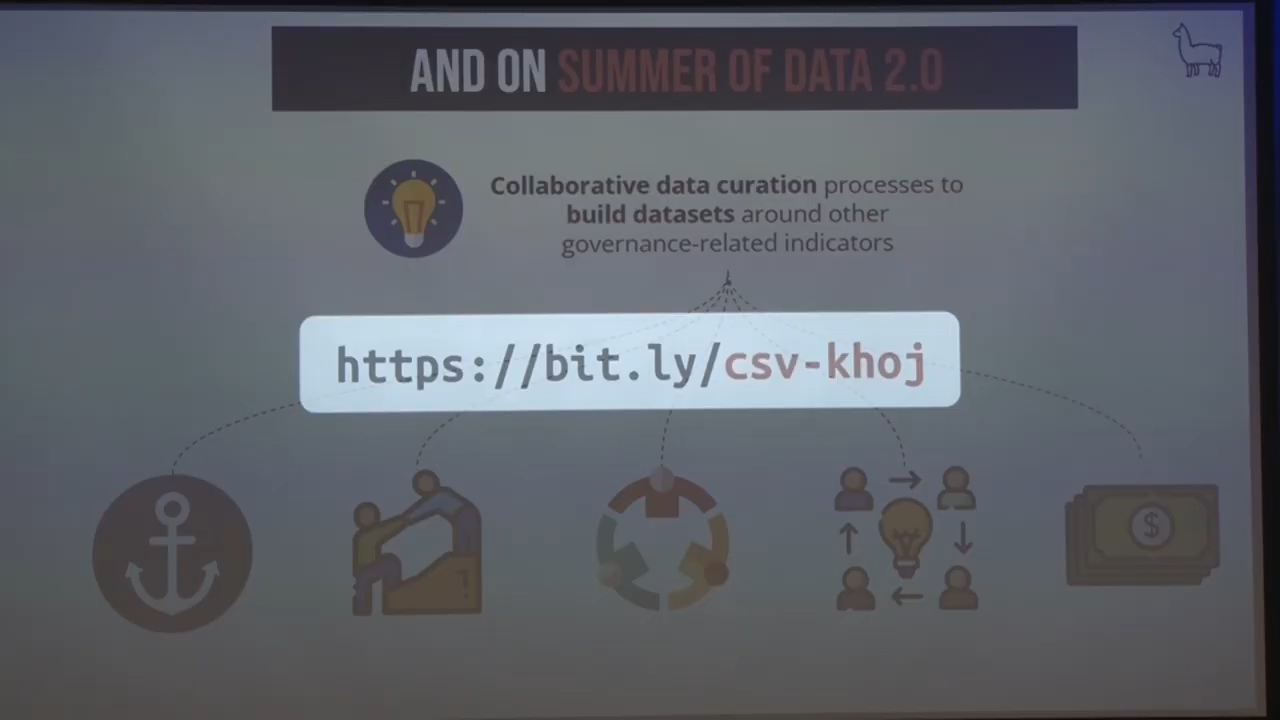 AND ON SUMMER OF DATA 2.0
Collaborative data curation processes to
build datasets around other
governance-related indicators
https://bit.ly/csv-khoj
$